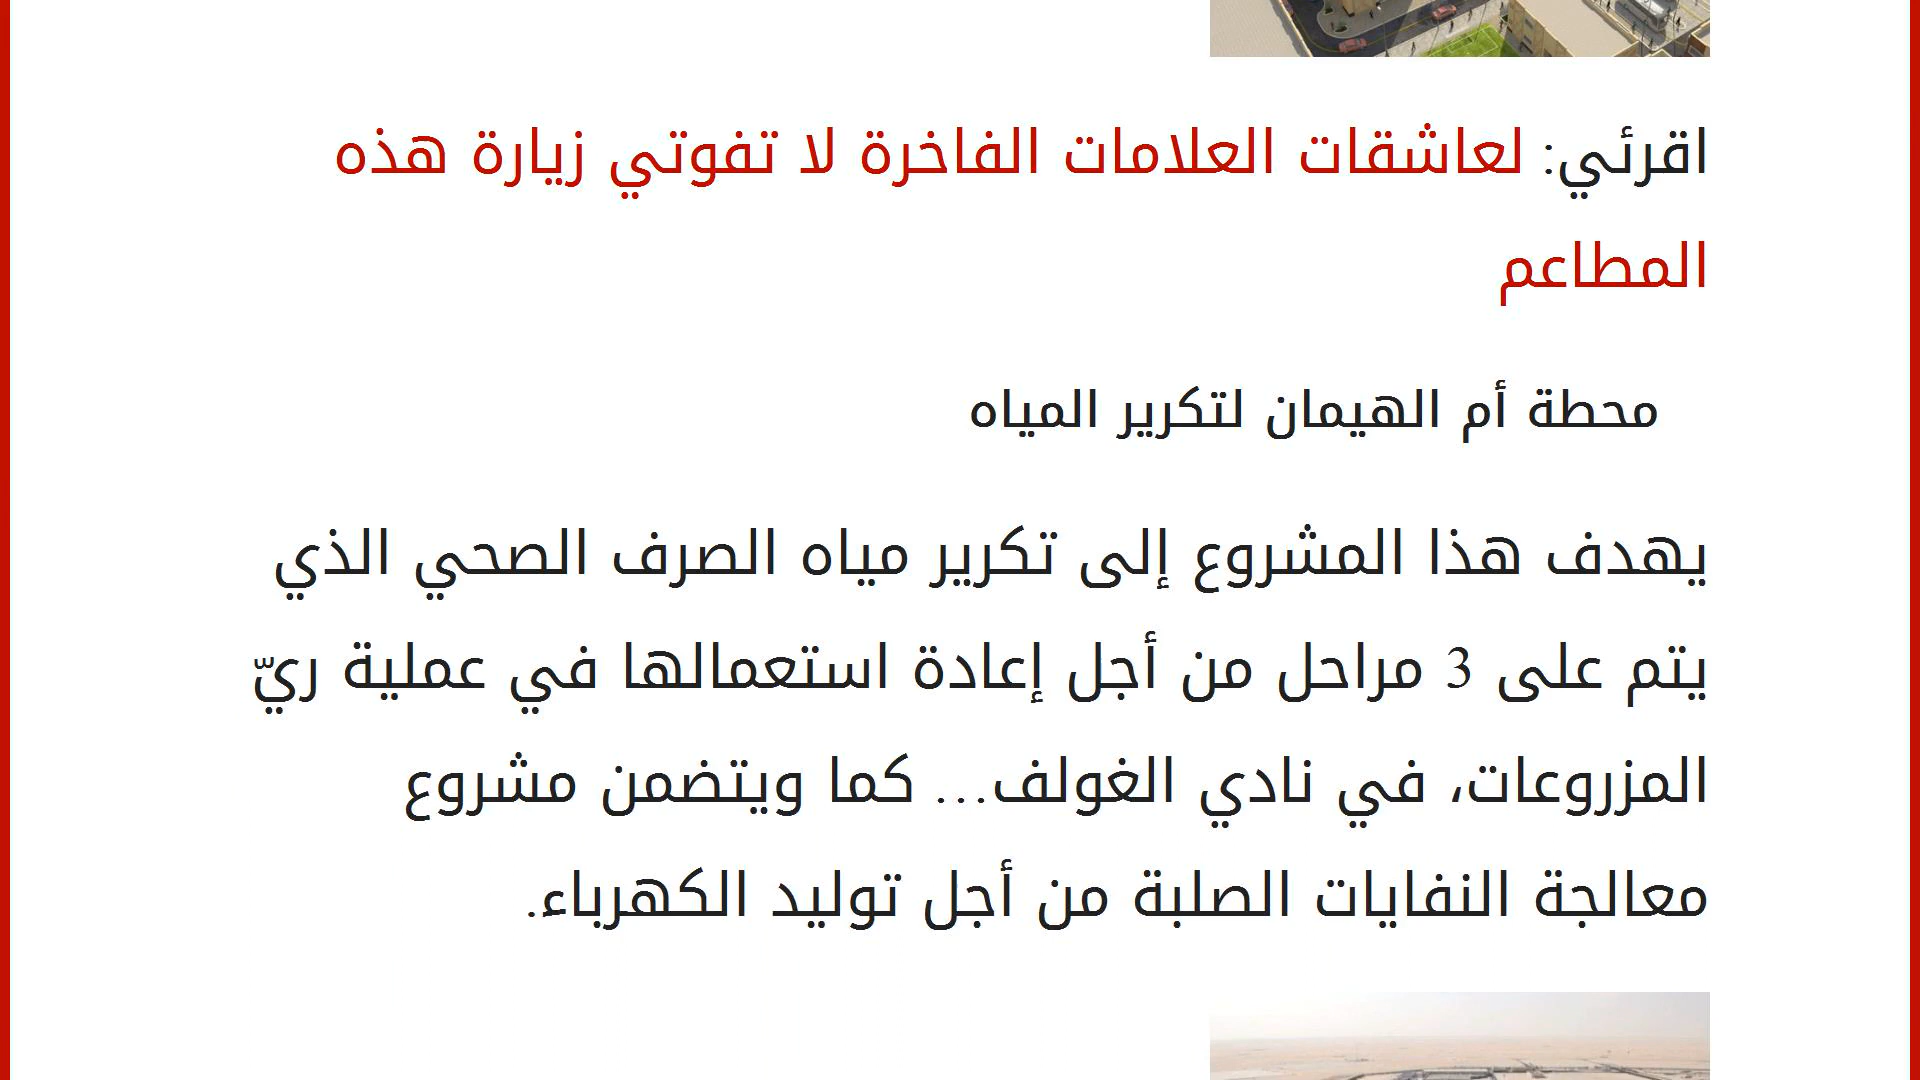 اقرئي: لعاشقات العلامات الفاخرة لا تفوتي زيارة هذه
المطاعم
محطة أم الهيمان لتكرير المياه
يهدف هذا المشروع إلى تكرير مياه الصرف الصحي الذي
يتم على 3 مراحل من أجل إعادة استعمالها في عملية ريّ
المزروعات، في نادي الغولف... كما ويتضمن مشروع
معالجة النفايات الصلبة من أجل توليد الكهرباء.